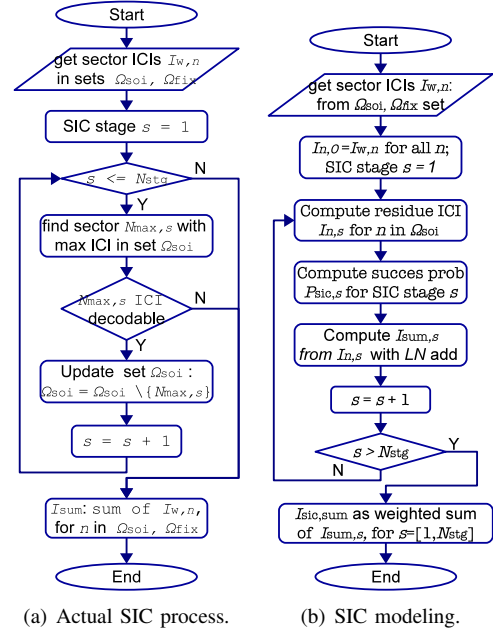 Start
get sector ICIs Iw,n
in sets Ωsoi, Ωfix
SIC stage s = 1
s <= Nstg
N
Y
find sector Nmax,s with
max ICI in set Ωsoi
Nmax,s ICI
decodable
N
Y
Update set Ωsoi :
Ωsoi = Ωsoi \{Nmax,s}
s = s + 1
Isum: sum of Iw,n,
for n in Ωsoi, Ωfix
End
(a) Actual SIC process.
Start
get sector ICIs Iw,n:
from Ωsoi, Ωfix set
In,0=Iw,n for all n;
SIC stage s = 1
Compute residue ICI
In,s for n in Ωsoi
Compute succes prob
Psic,s for SIC stage s
Compute Isum,s
from In,s with LN add
s = s + 1
s > Nstg
Y
N
Isic,sum as weighted sum
of Isum,s, for s=[1,Nstg]
End
(b) SIC modeling.